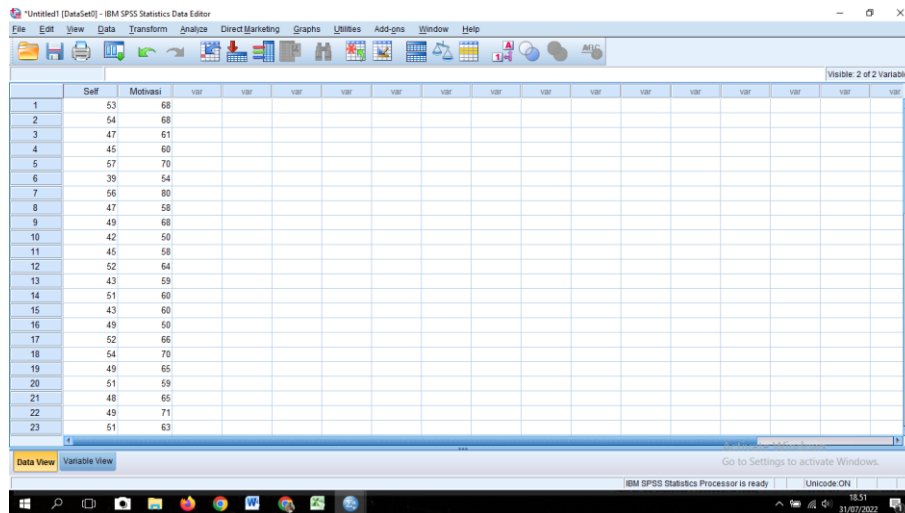 *Untitled1 [DataSet0] - IBM SPSS Statistics Data Editor
File Edit View Data Transform Analyze Direct Marketing Graphs Utilities Add-ons Window Help
Visible: 2 of 2 Variabl
Self Motivasi var var var var var var var var var var var var var var var
1 53 68
2 54 68
3 47 61
4 45 60
5 57 70
6 39 54
7 56 80
8 47 58
9 49 68
10 42 50
11 45 58
12 52 64
13 43 59
14 51 60
15 43 60
16 49 50
17 52 66
18 54 70
19 49 65
20 51 59
21 48 65
22 49 71
23 51 63
Data View Variable View
Go to Settings to activate Windows.
IBM SPSS Statistics Processor is ready Unicode:ON
18.51
31/07/2022